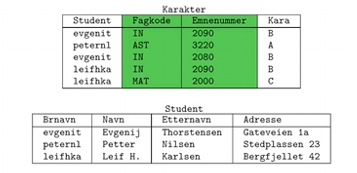 Karakter
Student Fagkode Emnenummer Kara
evgenit IN 2090 B
peternl AST 3220 A
evgenit IN 2080 B
leifhka IN 2090 B
leifhka MAT 2000 C
Student
Brnavn Navn Etternavn Adresse
evgenit Evgenij Thorstensen Gateveien 1a
peternl Petter Nilsen Stedplassen 23
leifhka Leif H. Karlsen Bergfjellet 42